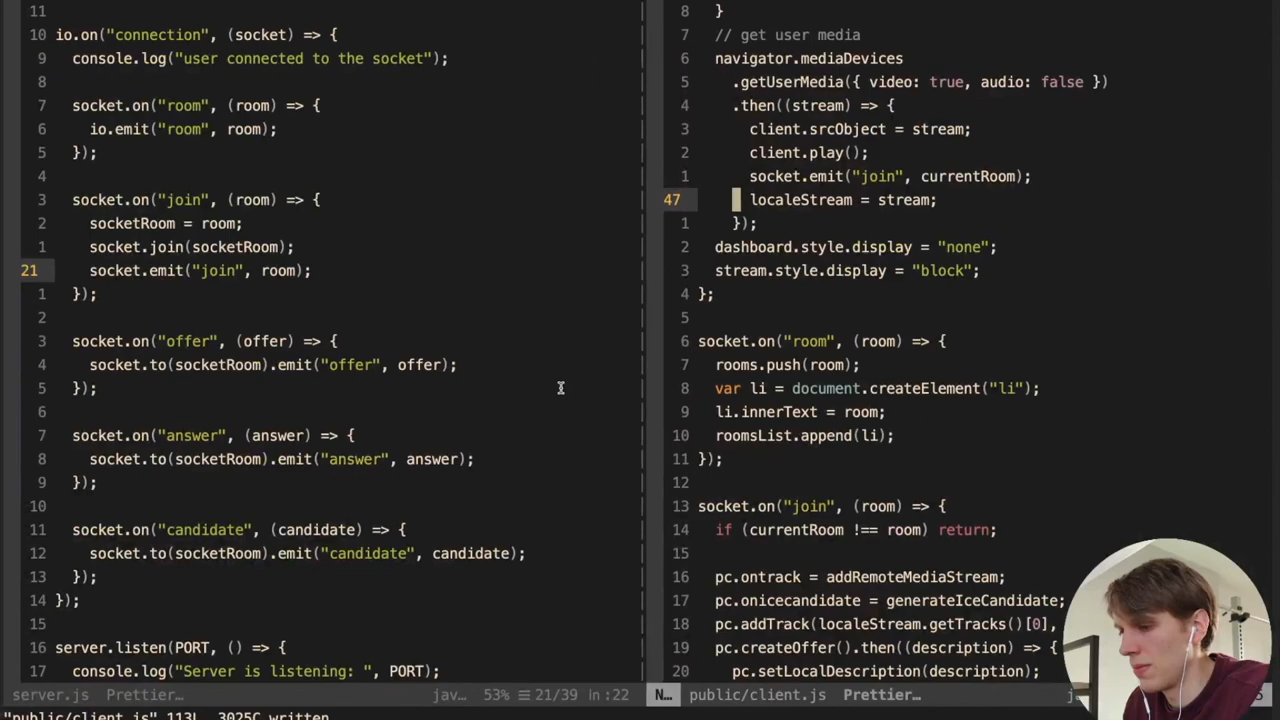 11
10 io.on("connection", (socket) => {
9 console.log("user connected to the socket");
8
7 socket.on("room", (room) => {
6 io.emit("room", room);
5 });
4
3 socket.on("join", (room) => {
2 socketRoom = room;
1 socket.join(socketRoom);
21 socket.emit("join", room);
1 });
2
3 socket.on("offer", (offer) => {
4 socket.to(socketRoom).emit("offer", offer);
5 });
6
7 socket.on("answer", (answer) => {
8 socket.to(socketRoom).emit("answer", answer);
9 });
10
11 socket.on("candidate", (candidate) => {
12 socket.to(socketRoom).emit("candidate", candidate);
13 });
14 });
15
16 server.listen(PORT, () => {
17 console.log("Server is listening: ", PORT);
server.js Prettier… jav… 53% ☰ 21/39 ln:22
8 }
7 // get user media
6 navigator.mediaDevices
5 .getUserMedia({ video: true, audio: false })
4 .then((stream) => {
3 client.srcObject = stream;
2 client.play();
1 socket.emit("join", currentRoom);
47 localeStream = stream;
1 });
2 dashboard.style.display = "none";
3 stream.style.display = "block";
4 };
5
6 socket.on("room", (room) => {
7 rooms.push(room);
8 var li = document.createElement("li");
9 li.innerText = room;
10 roomsList.append(li);
11 });
12
13 socket.on("join", (room) => {
14 if (currentRoom !== room) return;
15
16 pc.ontrack = addRemoteMediaStream;
17 pc.onicecandidate = generateIceCandidate;
18 pc.addTrack(localeStream.getTracks()[0],
19 pc.createOffer().then((description) => {
20 pc.setLocalDescription(description);
N… public/client.js Prettier…
"public/client.js" 113L, 3025C written